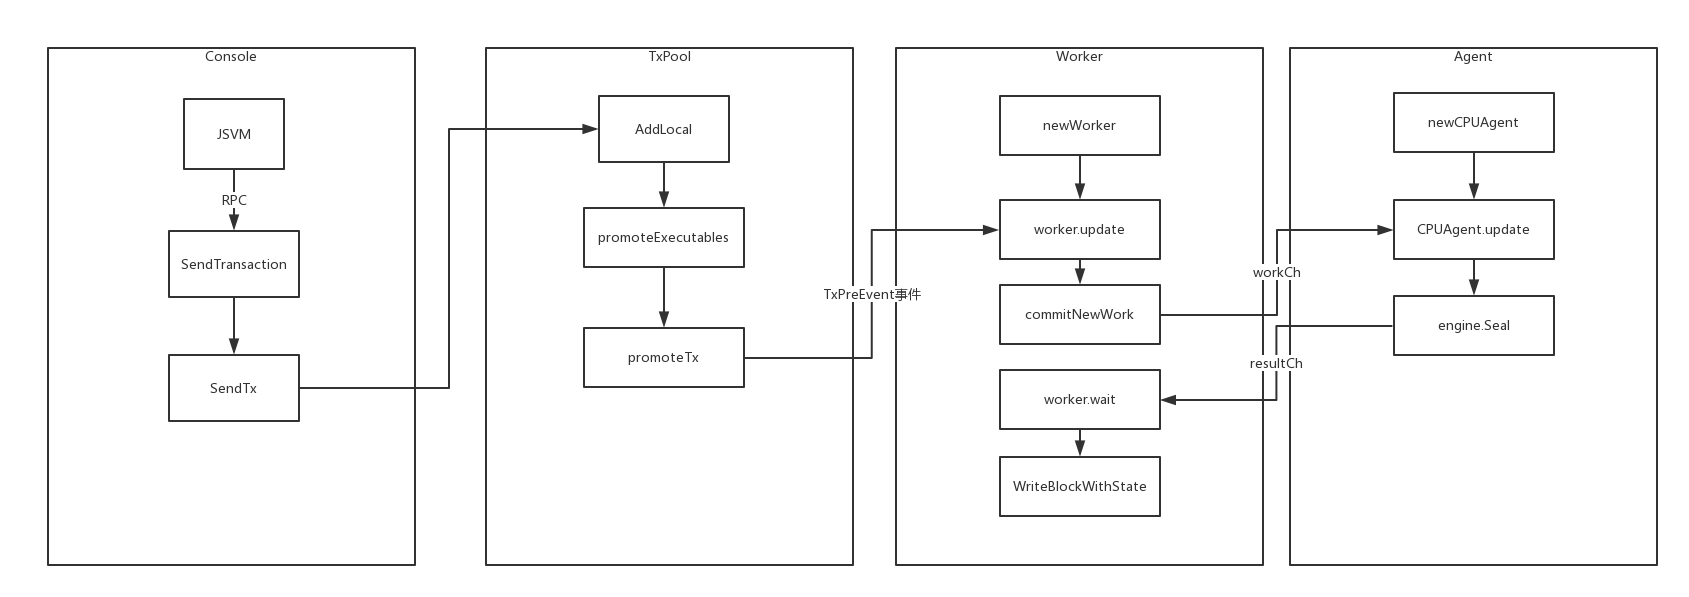 Console
JSVM
RPC
SendTransaction
SendTx
TxPool
AddLocal
promoteExecutables
promoteTx
TxPreEvent事件
Worker
newWorker
worker.update
commitNewWork
worker.wait
WriteBlockWithState
workCh
resultCh
Agent
newCPUAgent
CPUAgent.update
engine.Seal